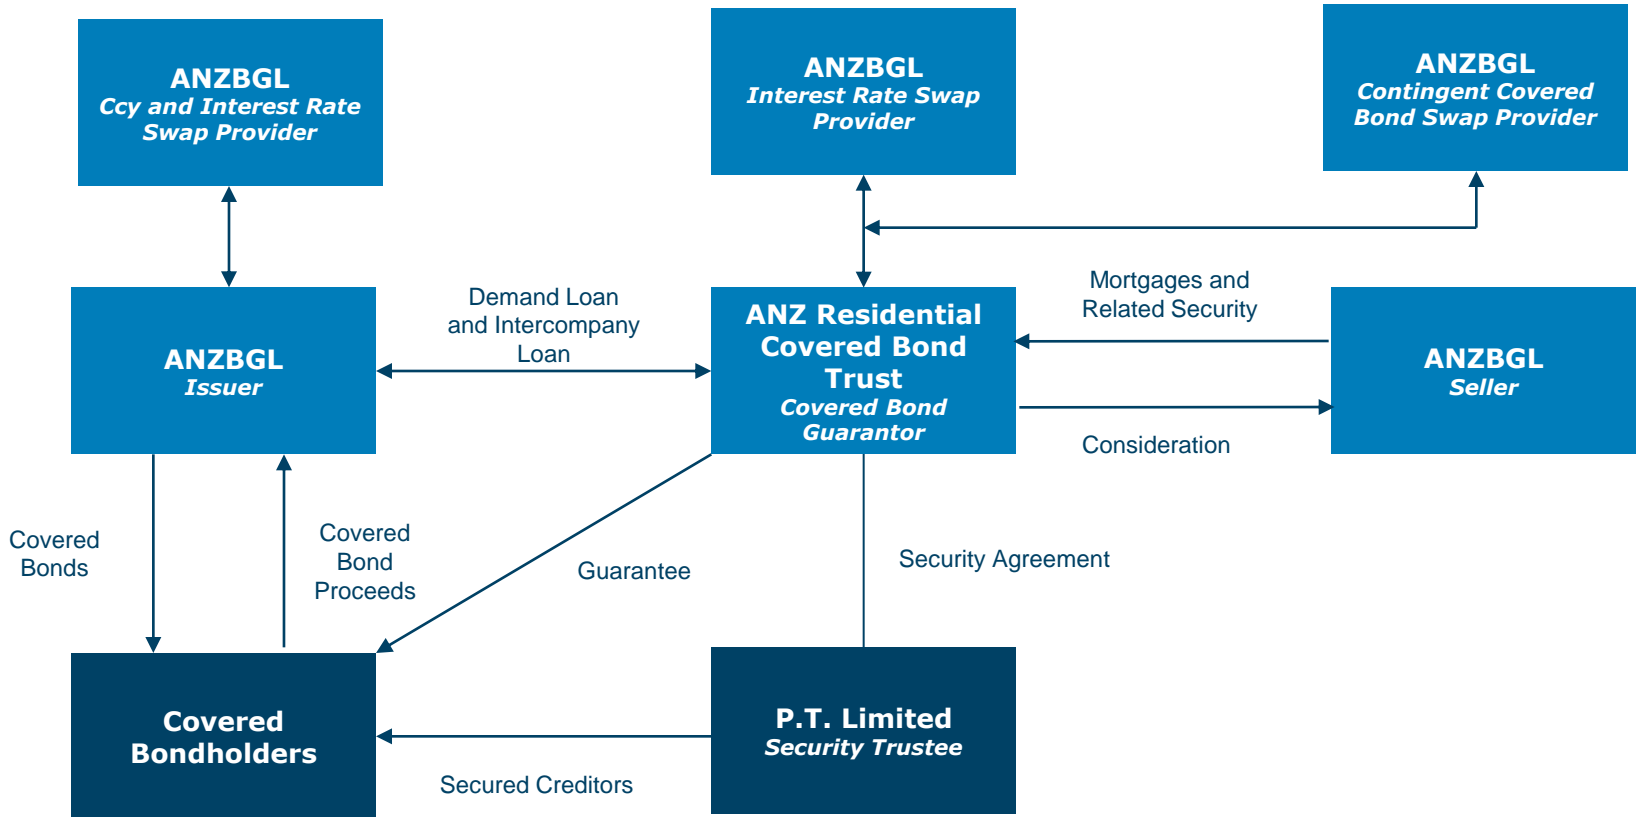 ANZBGL
Ccy and Interest Rate
Swap Provider
ANZBGL
Interest Rate Swap
Provider
ANZBGL
Contingent Covered
Bond Swap Provider
ANZBGL
Issuer
Demand Loan
and Intercompany
Loan
ANZ Residential
Covered Bond
Trust
Covered Bond
Guarantor
Mortgages and
Related Security
Consideration
ANZBGL
Seller
Covered
Bonds
Covered
Bond
Proceeds
Guarantee
Security Agreement
Covered
Bondholders
Secured Creditors
P.T. Limited
Security Trustee